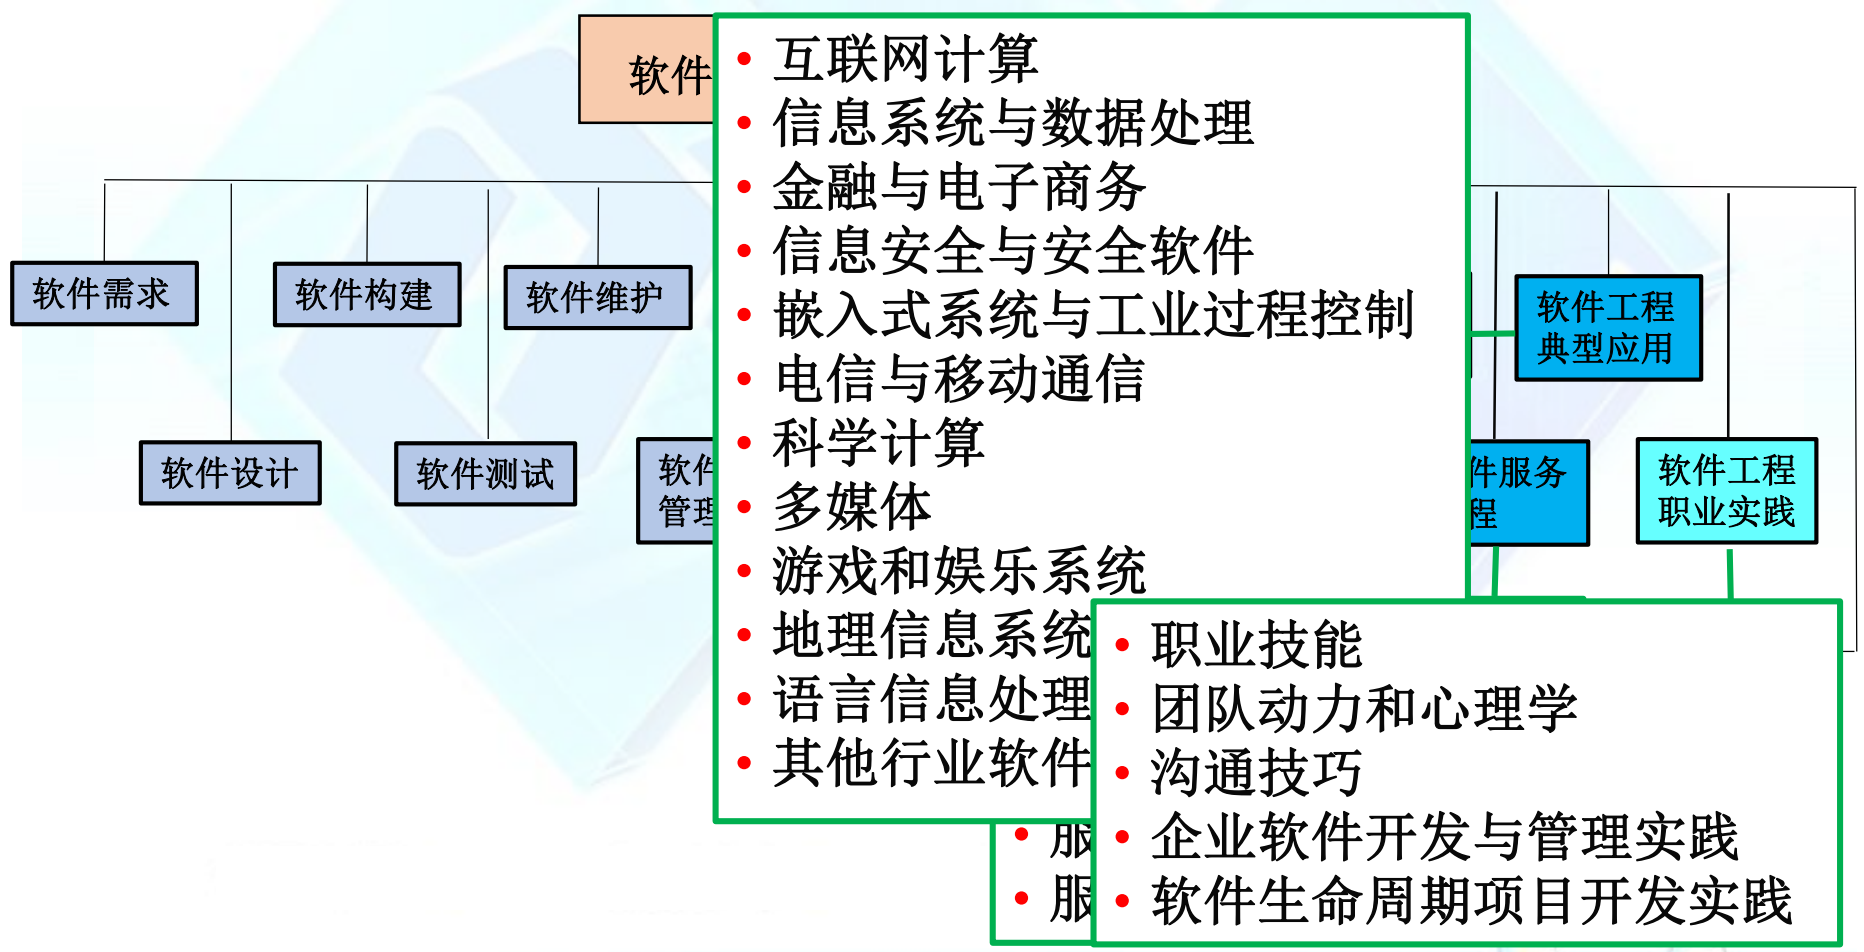 软件
软件需求
软件构建
软件维护
软件设计
软件测试
软件
管理
• 互联网计算
• 信息系统与数据处理
• 金融与电子商务
• 信息安全与安全软件
• 嵌入式系统与工业过程控制
• 电信与移动通信
• 科学计算
• 多媒体
• 游戏和娱乐系统
• 地理信息系统
• 语言信息处理
• 其他行业软件
软件工程
典型应用
件服务
程
软件工程
职业实践
• 服
• 服
• 职业技能
• 团队动力和心理学
• 沟通技巧
• 企业软件开发与管理实践
• 软件生命周期项目开发实践